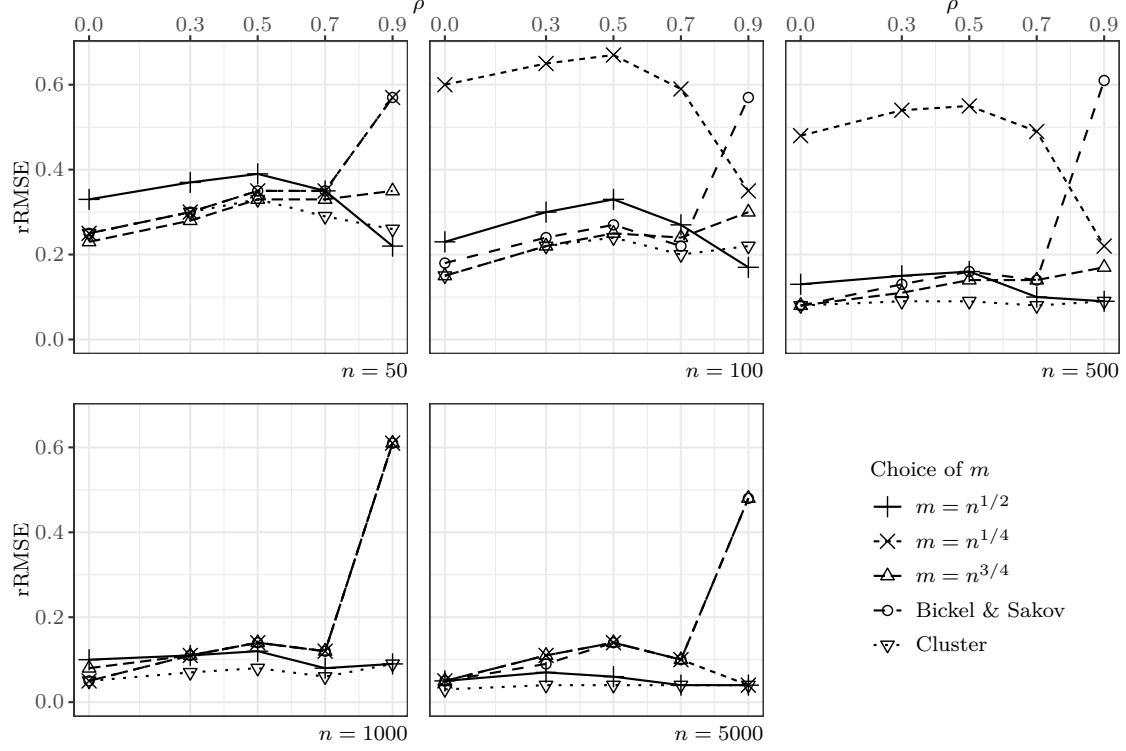 ρ ρ
0.0 0.3 0.5 0.7 0.9 0.0 0.3 0.5 0.7 0.9 0.0 0.3 0.5 0.7 0.9
0.6
0.4
0.2
0.0
rRMSE
n = 50 n = 100 n = 500
0.6
0.4
0.2
0.0
rRMSE
n = 1000 n = 5000
Choice of m
m = n^{1/2}
m = n^{1/4}
m = n^{3/4}
Bickel & Sakov
Cluster